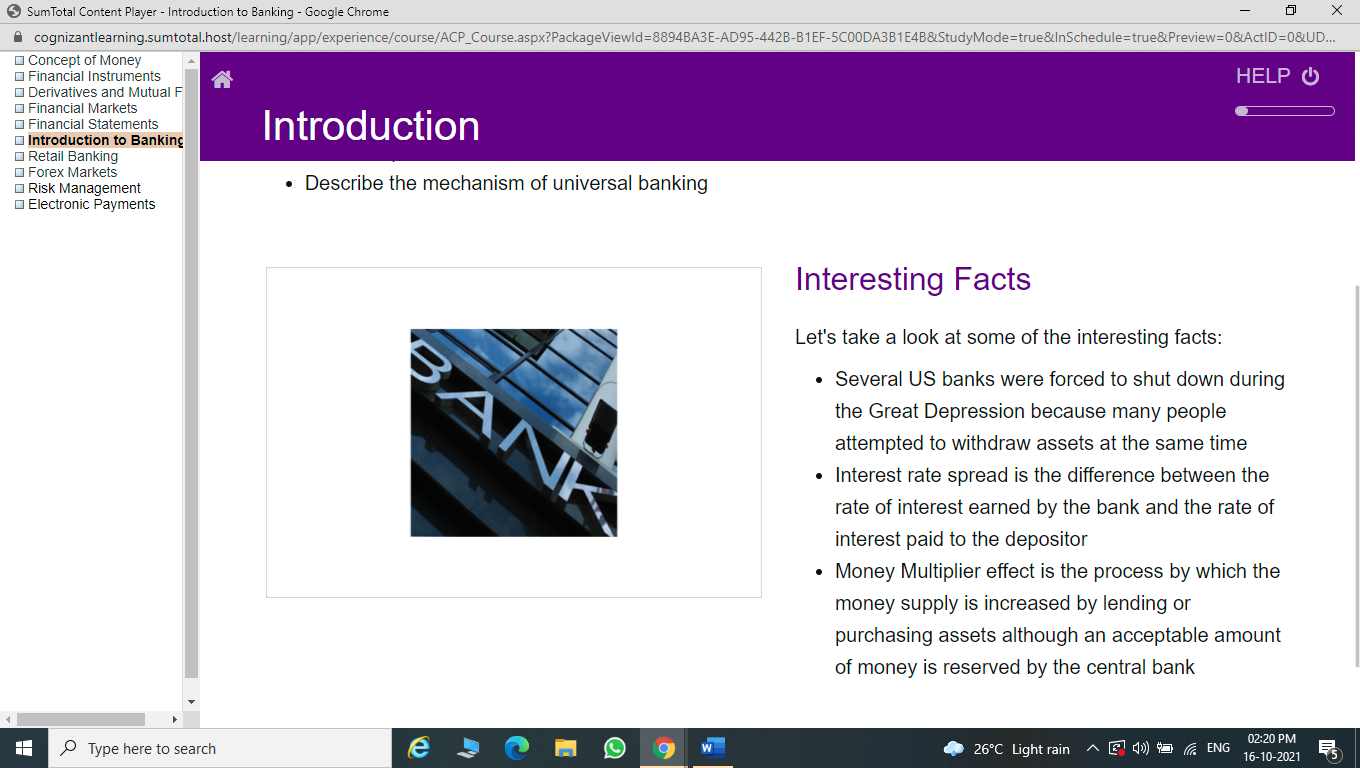 SumTotal Content Player - Introduction to Banking - Google Chrome
cognizantlearning.sumtotal.host/learning/app/experience/course/ACP_Course.aspx?PackageViewId=8894BA3E-AD95-442B-B1EF-5C00DA3B1E4B&StudyMode=true&InSchedule=true&Preview=0&ActID=0&UD...
Concept of Money
Financial Instruments
Derivatives and Mutual F
Financial Markets
Financial Statements
Introduction to Banking
Retail Banking
Forex Markets
Risk Management
Electronic Payments
HELP
Introduction
• Describe the mechanism of universal banking
BANK
Interesting Facts
Let's take a look at some of the interesting facts:
• Several US banks were forced to shut down during
the Great Depression because many people
attempted to withdraw assets at the same time
• Interest rate spread is the difference between the
rate of interest earned by the bank and the rate of
interest paid to the depositor
• Money Multiplier effect is the process by which the
money supply is increased by lending or
purchasing assets although an acceptable amount
of money is reserved by the central bank
Type here to search
26°C Light rain
ENG
02:20 PM
16-10-2021
5